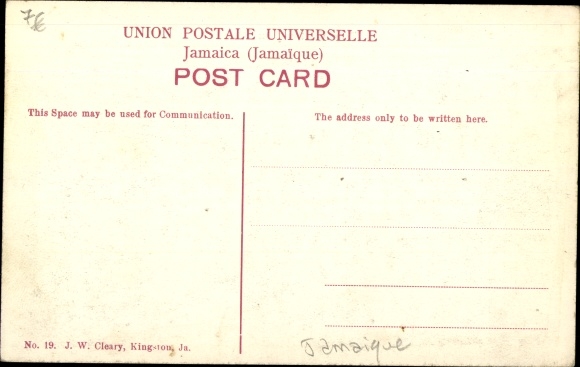 7€
UNION POSTALE UNIVERSELLE
Jamaica (Jamaïque)
POST CARD
This Space may be used for Communication.
The address only to be written here.
No. 19. J. W. Cleary, Kingston, Ja.
Jamaique